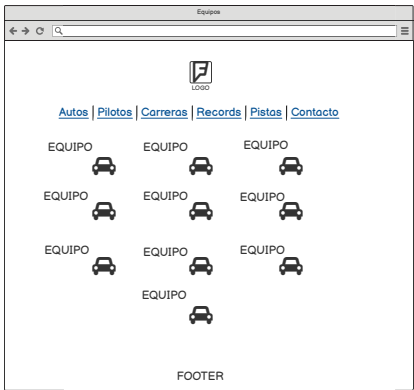 Equipos
LOGO
Autos | Pilotos | Carreras | Records | Pistas | Contacto
EQUIPO EQUIPO EQUIPO
EQUIPO EQUIPO EQUIPO
EQUIPO EQUIPO EQUIPO
EQUIPO
FOOTER